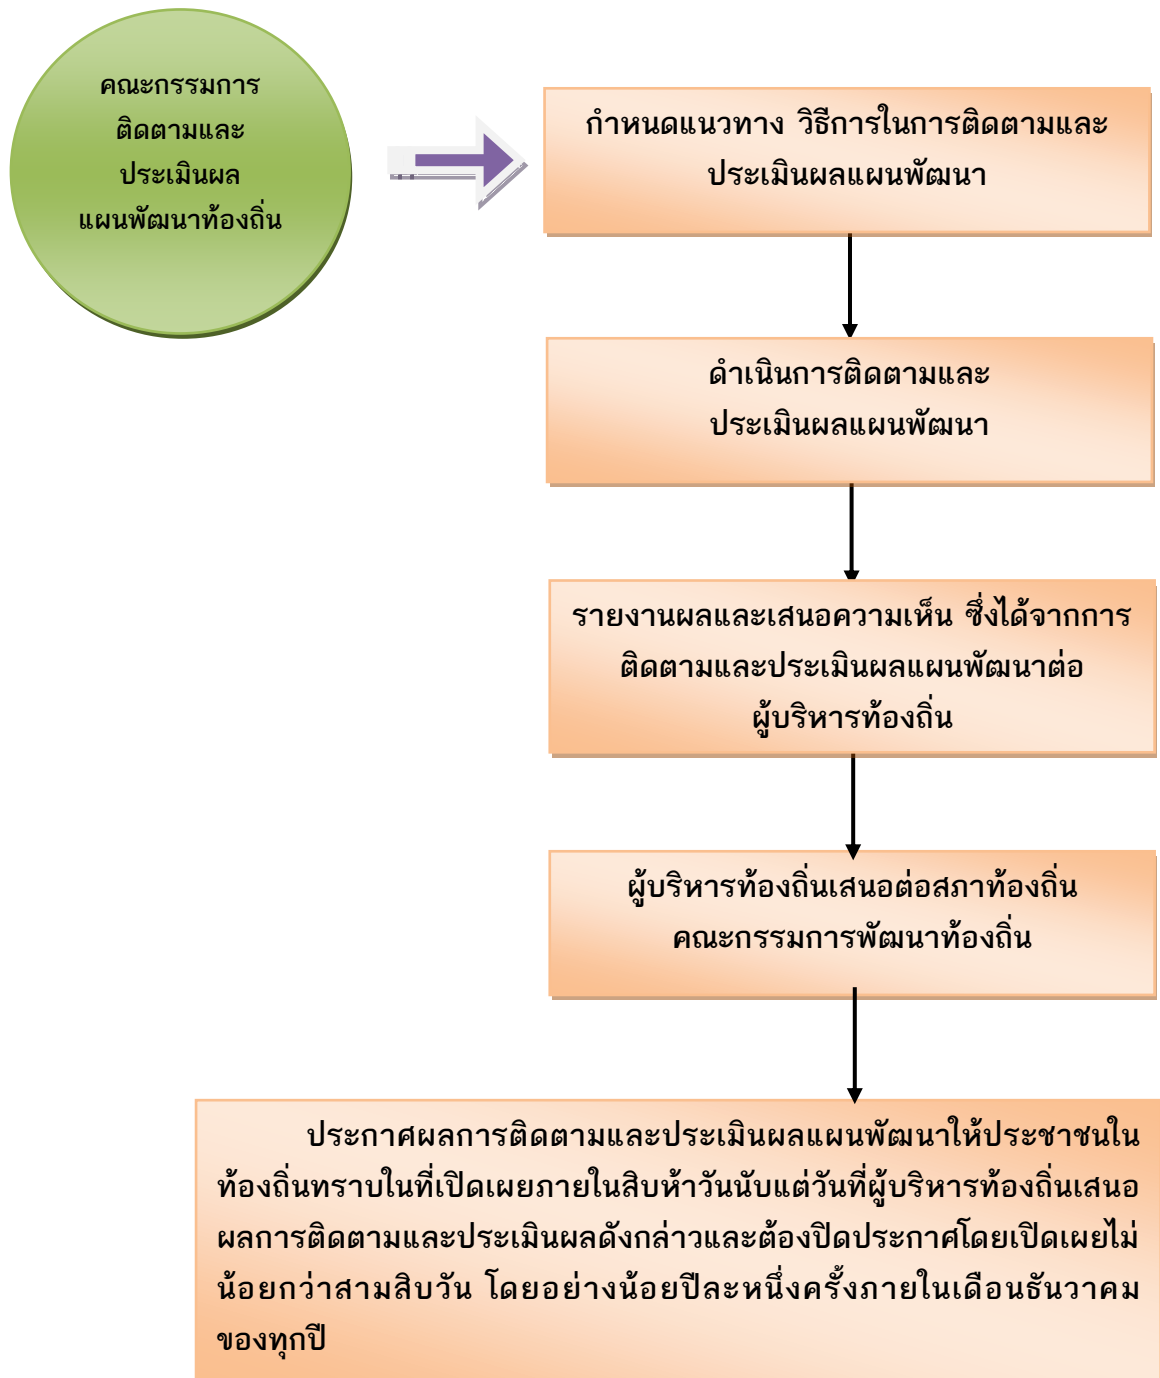 คณะกรรมการ
ติดตามและ
ประเมินผล
แผนพัฒนาท้องถิ่น
กำหนดแนวทาง วิธีการในการติดตามและ
ประเมินผลแผนพัฒนา
ดำเนินการติดตามและ
ประเมินผลแผนพัฒนา
รายงานผลและเสนอความเห็น ซึ่งได้จากการ
ติดตามและประเมินผลแผนพัฒนาต่อ
ผู้บริหารท้องถิ่น
ผู้บริหารท้องถิ่นเสนอต่อสภาท้องถิ่น
คณะกรรมการพัฒนาท้องถิ่น
ประกาศผลการติดตามและประเมินผลแผนพัฒนาให้ประชาชนใน
ท้องถิ่นทราบในที่เปิดเผยภายในสิบห้าวันนับแต่วันที่ผู้บริหารท้องถิ่นเสนอ
ผลการติดตามและประเมินผลดังกล่าวและต้องปิดประกาศโดยเปิดเผยไม่
น้อยกว่าสามสิบวัน โดยอย่างน้อยปีละหนึ่งครั้งภายในเดือนธันวาคม
ของทุกปี